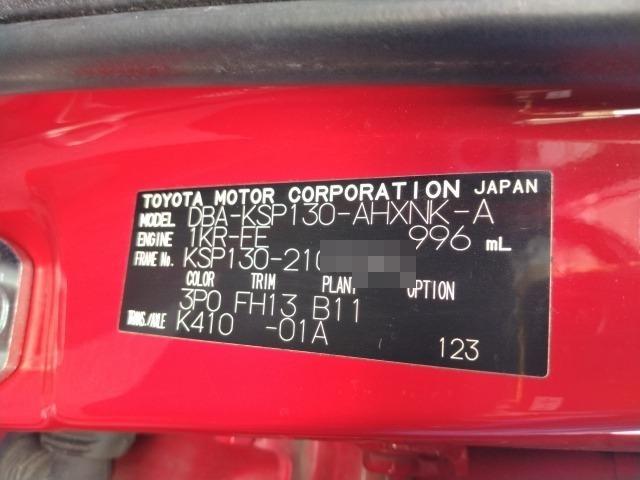 TOYOTA MOTOR CORPORATION JAPAN
MODEL DBA-KSP130-AHXNK-A
ENGINE 1KR-FE 996 mL
FRAME No. KSP130-210
COLOR TRIM PLANT OPTION
3P0 FH13 B11
TRANS./AXLE K410 -01A
123